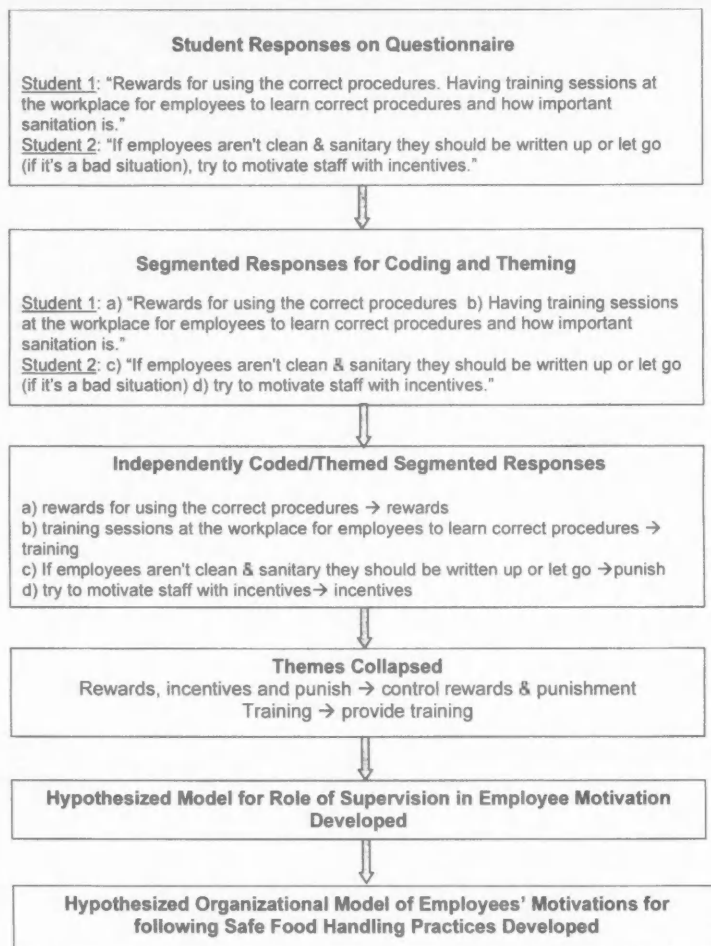 Student Responses on Questionnaire
Student 1: "Rewards for using the correct procedures. Having training sessions at
the workplace for employees to learn correct procedures and how important
sanitation is."
Student 2: "If employees aren't clean & sanitary they should be written up or let go
(if it's a bad situation), try to motivate staff with incentives."
Segmented Responses for Coding and Theming
Student 1: a) "Rewards for using the correct procedures b) Having training sessions
at the workplace for employees to learn correct procedures and how important
sanitation is."
Student 2: c) "If employees aren't clean & sanitary they should be written up or let go
(if it's a bad situation) d) try to motivate staff with incentives."
Independently Coded/Themed Segmented Responses
a) rewards for using the correct procedures → rewards
b) training sessions at the workplace for employees to learn correct procedures →
training
c) If employees aren't clean & sanitary they should be written up or let go →punish
d) try to motivate staff with incentives→ incentives
Themes Collapsed
Rewards, incentives and punish → control rewards & punishment
Training → provide training
Hypothesized Model for Role of Supervision in Employee Motivation
Developed
Hypothesized Organizational Model of Employees' Motivations for
following Safe Food Handling Practices Developed